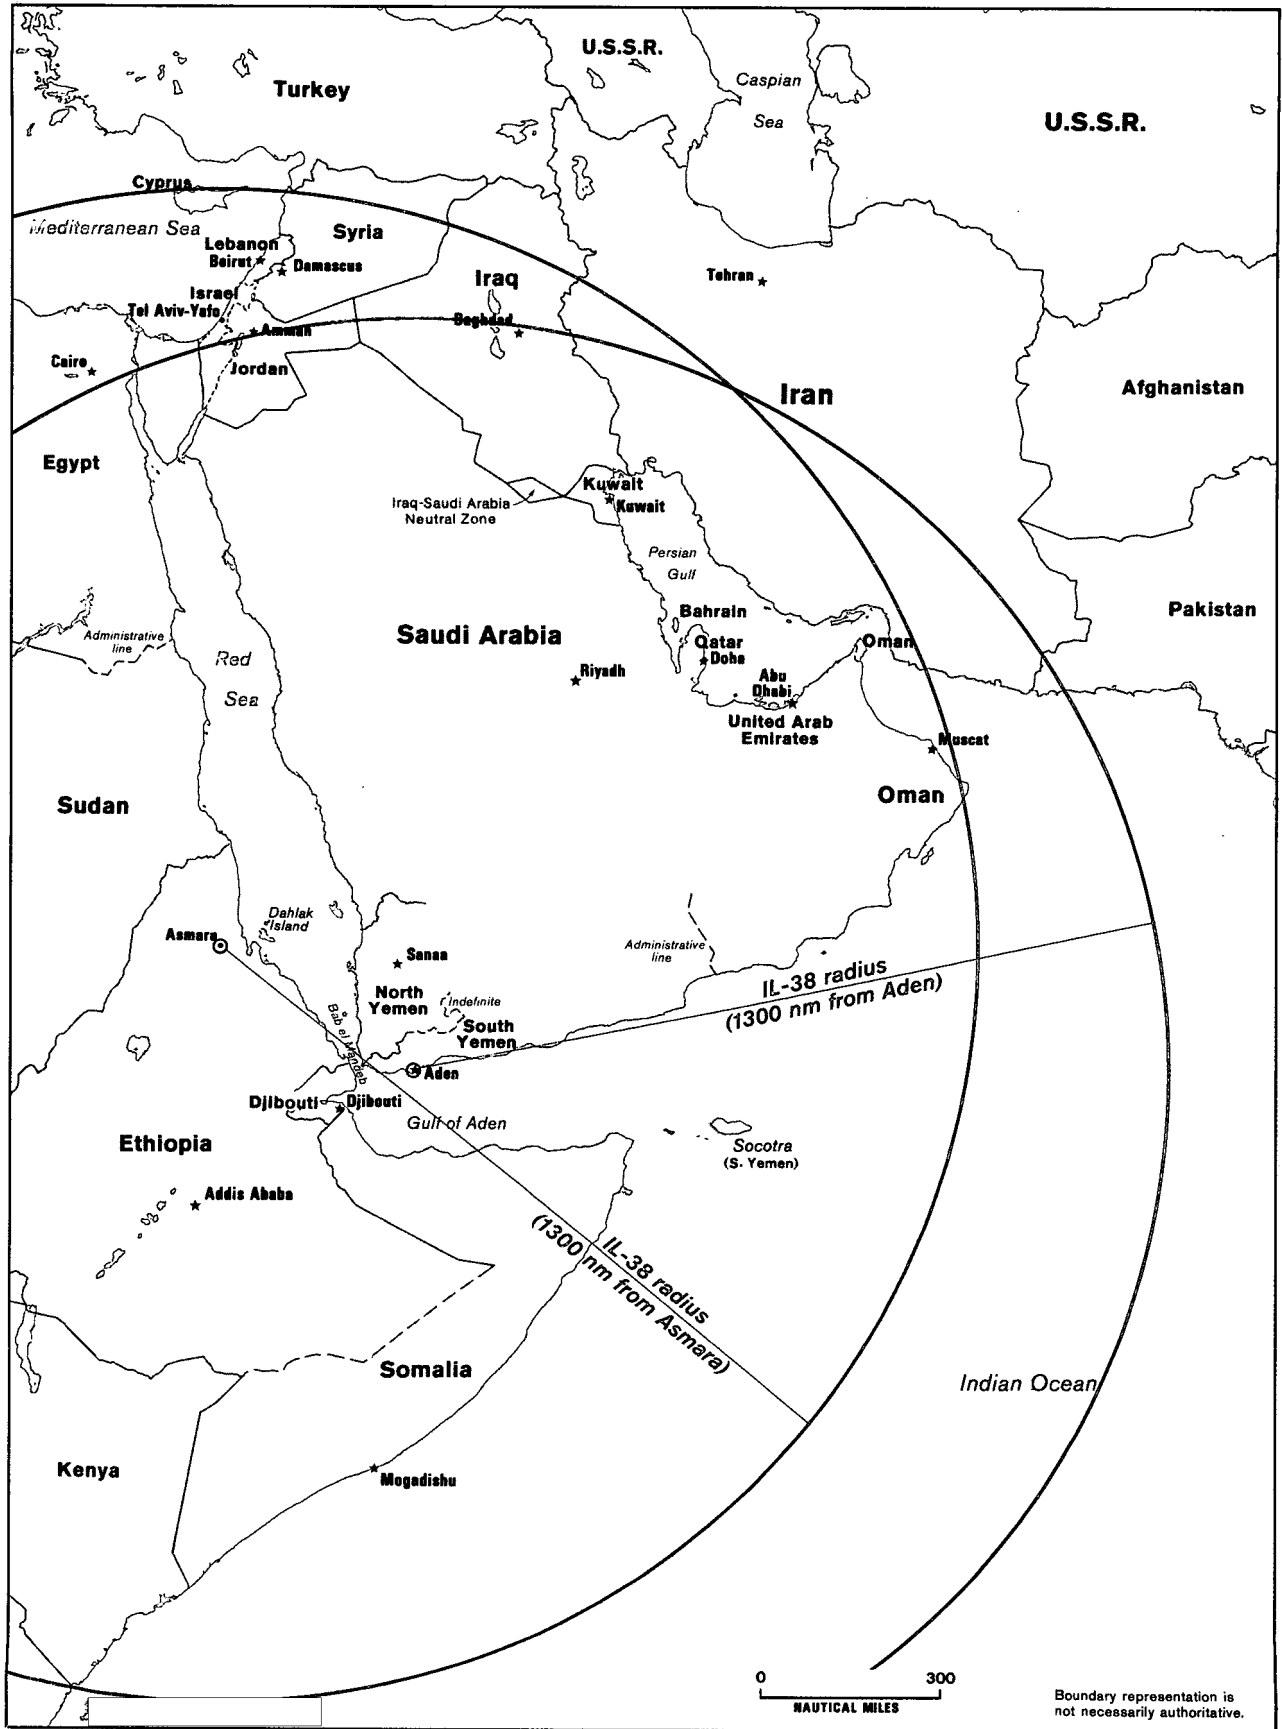 U.S.S.R.
Turkey
Caspian
Sea
U.S.S.R.
Cyprus
Mediterranean Sea
Syria
Lebanon
Beirut
Damascus
Tehran
Iraq
Israel
Tel Aviv-Yafo
Baghdad
Amman
Cairo
Jordan
Iran
Afghanistan
Egypt
Kuwait
Iraq-Saudi Arabia
Neutral Zone
Kuwait
Persian
Gulf
Bahrain
Pakistan
Administrative
line
Saudi Arabia
Qatar
Doha
Oman
Red
Sea
Riyadh
Abu
Dhabi
United Arab
Emirates
Muscat
Sudan
Oman
Dahlak
Island
Asmara
Sanaa
Administrative
line
IL-38 radius
(1300 nm from Aden)
North
Yemen
Indefinite
South
Yemen
Bab el Mandeb
Aden
Djibouti
Djibouti
Gulf of Aden
Ethiopia
Socotra
(S. Yemen)
Addis Ababa
IL-38 radius
(1300 nm from Asmara)
Somalia
Indian Ocean
Kenya
Mogadishu
0 300
NAUTICAL MILES
Boundary representation is
not necessarily authoritative.